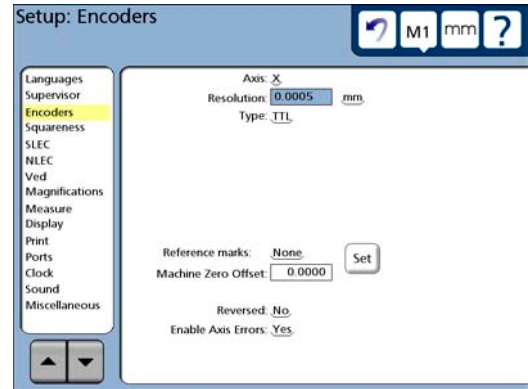 Setup: Encoders
M1
mm
?
Languages
Supervisor
Encoders
Squareness
SLEC
NLEC
Ved
Magnifications
Measure
Display
Print
Ports
Clock
Sound
Miscellaneous
Axis: X
Resolution: 0.0005 mm
Type: TTL
Reference marks: None
Set
Machine Zero Offset: 0.0000
Reversed: No
Enable Axis Errors: Yes